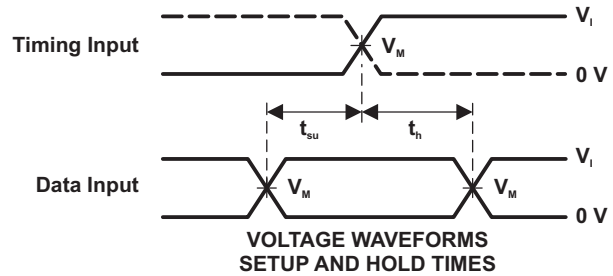 Timing Input
V_M
V_I
0 V
t_su
t_h
Data Input
V_M
V_M
V_I
0 V
VOLTAGE WAVEFORMS
SETUP AND HOLD TIMES